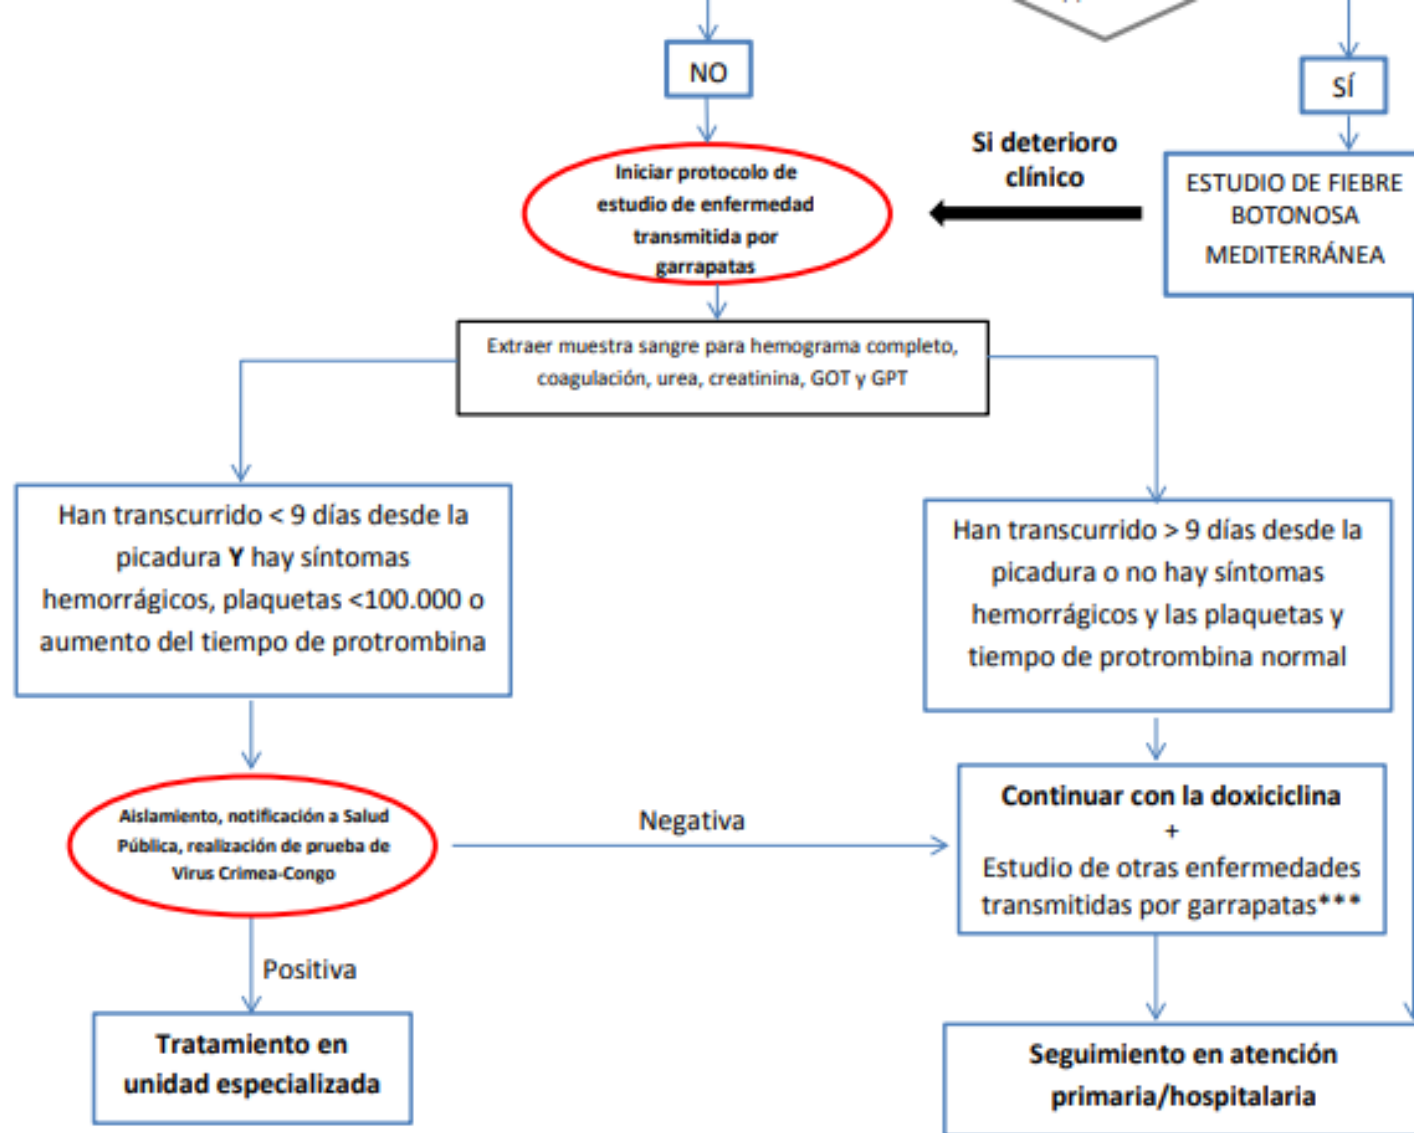 NO
SÍ
Si deterioro
clínico
Iniciar protocolo de
estudio de enfermedad
transmitida por
garrapatas
ESTUDIO DE FIEBRE
BOTONOSA
MEDITERRÁNEA
Extraer muestra sangre para hemograma completo,
coagulación, urea, creatinina, GOT y GPT
Han transcurrido < 9 días desde la
picadura Y hay síntomas
hemorrágicos, plaquetas <100.000 o
aumento del tiempo de protrombina
Han transcurrido > 9 días desde la
picadura o no hay síntomas
hemorrágicos y las plaquetas y
tiempo de protrombina normal
Aislamiento, notificación a Salud
Pública, realización de prueba de
Virus Crimea-Congo
Negativa
Continuar con la doxiciclina
+
Estudio de otras enfermedades
transmitidas por garrapatas***
Positiva
Tratamiento en
unidad especializada
Seguimiento en atención
primaria/hospitalaria